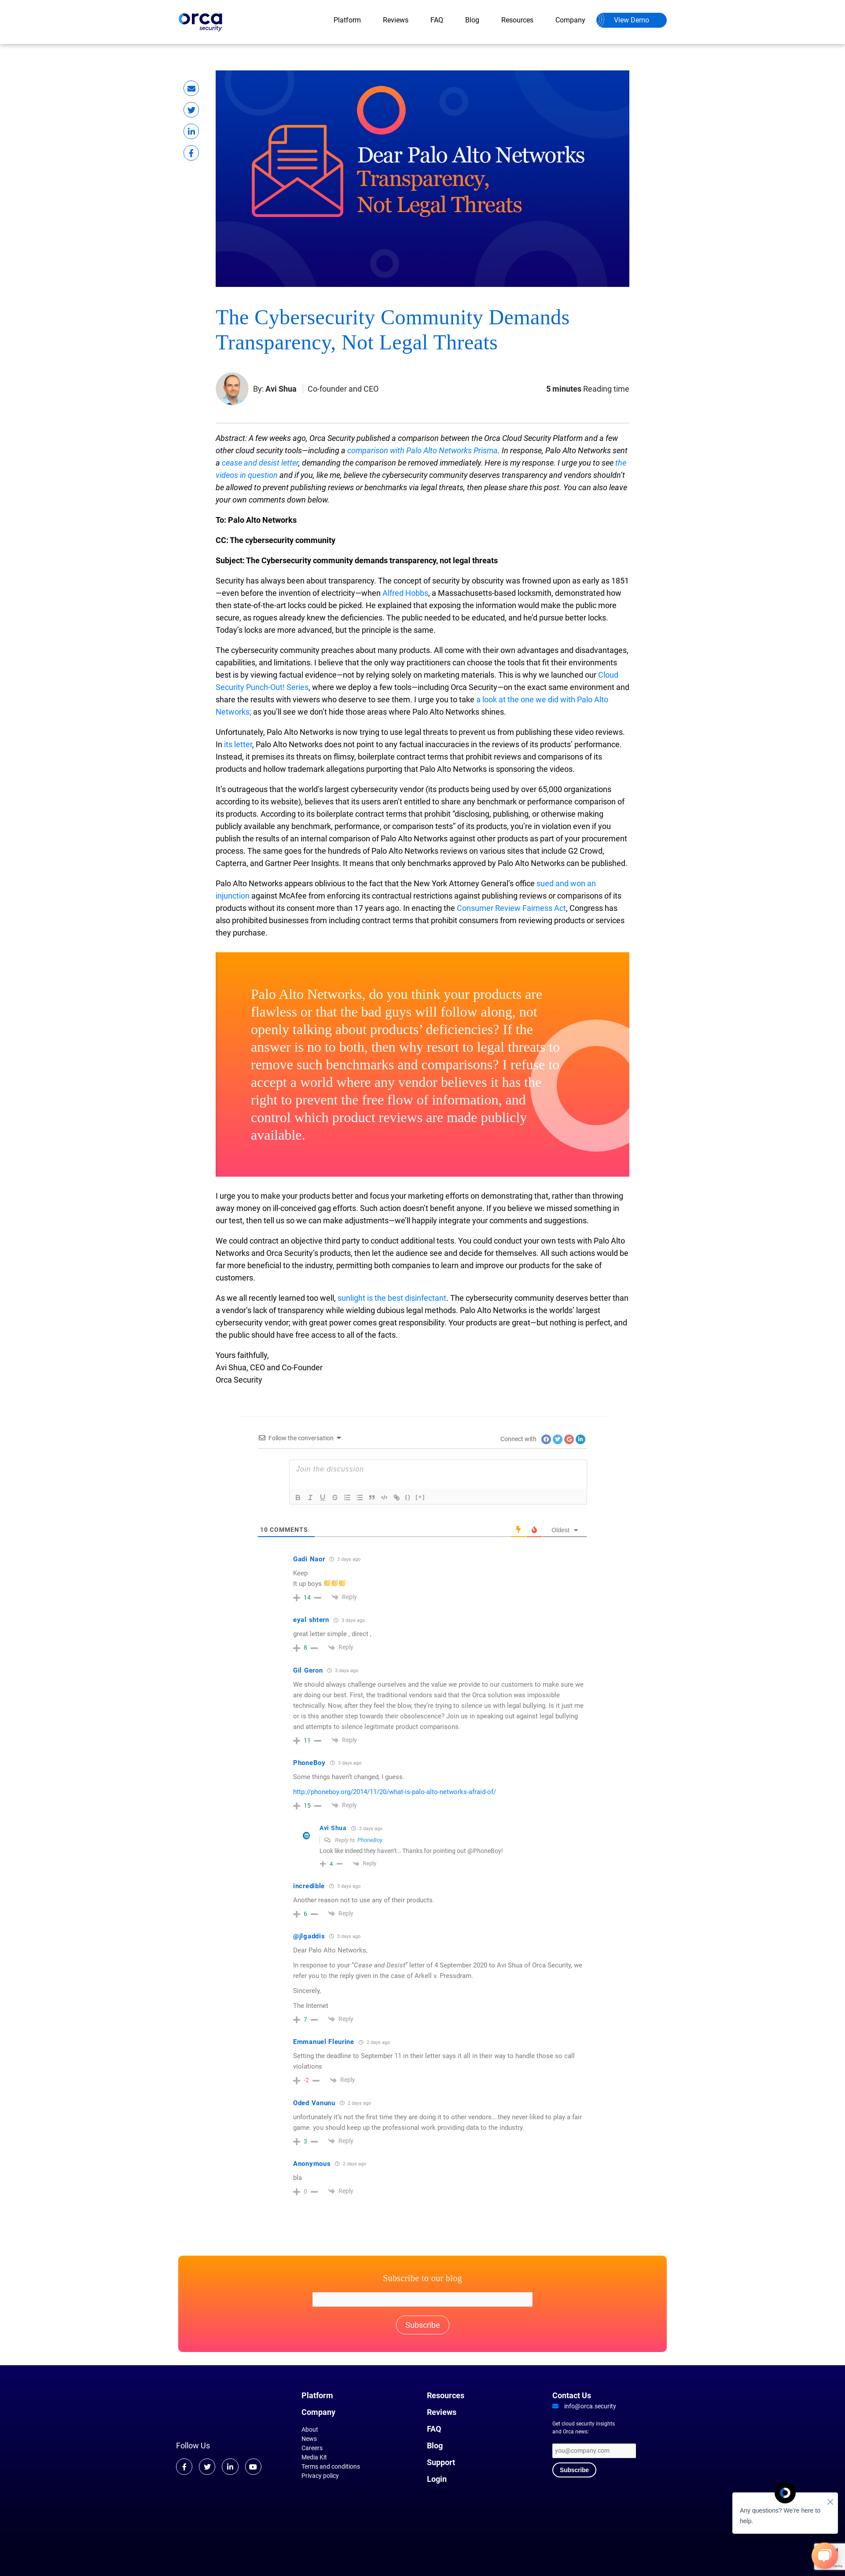 orca security
Platform Reviews FAQ Blog Resources Company View Demo
Dear Palo Alto Networks
Transparency,
Not Legal Threats
The Cybersecurity Community Demands
Transparency, Not Legal Threats
By: Avi Shua Co-founder and CEO 5 minutes Reading time
Abstract: A few weeks ago, Orca Security published a comparison between the Orca Cloud Security Platform and a few
other cloud security tools—including a comparison with Palo Alto Networks Prisma. In response, Palo Alto Networks sent
a cease and desist letter, demanding the comparison be removed immediately. Here is my response. I urge you to see the
videos in question and if you, like me, believe the cybersecurity community deserves transparency and vendors shouldn't
be allowed to prevent publishing reviews or benchmarks via legal threats, then please share this post. You can also leave
your own comments down below.
To: Palo Alto Networks
CC: The cybersecurity community
Subject: The Cybersecurity community demands transparency, not legal threats
Security has always been about transparency. The concept of security by obscurity was frowned upon as early as 1851
—even before the invention of electricity—when Alfred Hobbs, a Massachusetts-based locksmith, demonstrated how
then state-of-the-art locks could be picked. He explained that exposing the information would make the public more
secure, as rogues already knew the deficiencies. The public needed to be educated, and he'd pursue better locks.
Today's locks are more advanced, but the principle is the same.
The cybersecurity community preaches about many products. All come with their own advantages and disadvantages,
capabilities, and limitations. I believe that the only way practitioners can choose the tools that fit their environments
best is by viewing factual evidence—not by relying solely on marketing materials. This is why we launched our Cloud
Security Punch-Out! Series, where we deploy a few tools—including Orca Security—on the exact same environment and
share the results with viewers who deserve to see them. I urge you to take a look at the one we did with Palo Alto
Networks; as you'll see we don't hide those areas where Palo Alto Networks shines.
Unfortunately, Palo Alto Networks is now trying to use legal threats to prevent us from publishing these video reviews.
In its letter, Palo Alto Networks does not point to any factual inaccuracies in the reviews of its products' performance.
Instead, it premises its threats on flimsy, boilerplate contract terms that prohibit reviews and comparisons of its
products and hollow trademark allegations purporting that Palo Alto Networks is sponsoring the videos.
It's outrageous that the world's largest cybersecurity vendor (its products being used by over 65,000 organizations
according to its website), believes that its users aren't entitled to share any benchmark or performance comparison of
its products. According to its boilerplate contract terms that prohibit "disclosing, publishing, or otherwise making
publicly available any benchmark, performance, or comparison tests" of its products, you're in violation even if you
publish the results of an internal comparison of Palo Alto Networks against other products as part of your procurement
process. The same goes for the hundreds of Palo Alto Networks reviews on various sites that include G2 Crowd,
Capterra, and Gartner Peer Insights. It means that only benchmarks approved by Palo Alto Networks can be published.
Palo Alto Networks appears oblivious to the fact that the New York Attorney General's office sued and won an
injunction against McAfee from enforcing its contractual restrictions against publishing reviews or comparisons of its
products without its consent more than 17 years ago. In enacting the Consumer Review Fairness Act, Congress has
also prohibited businesses from including contract terms that prohibit consumers from reviewing products or services
they purchase.
Palo Alto Networks, do you think your products are
flawless or that the bad guys will follow along, not
openly talking about products' deficiencies? If the
answer is no to both, then why resort to legal threats to
remove such benchmarks and comparisons? I refuse to
accept a world where any vendor believes it has the
right to prevent the free flow of information, and
control which product reviews are made publicly
available.
I urge you to make your products better and focus your marketing efforts on demonstrating that, rather than throwing
away money on ill-conceived gag efforts. Such action doesn't benefit anyone. If you believe we missed something in
our test, then tell us so we can make adjustments—we'll happily integrate your comments and suggestions.
We could contract an objective third party to conduct additional tests. You could conduct your own tests with Palo Alto
Networks and Orca Security's products, then let the audience see and decide for themselves. All such actions would be
far more beneficial to the industry, permitting both companies to learn and improve our products for the sake of
customers.
As we all recently learned too well, sunlight is the best disinfectant. The cybersecurity community deserves better than
a vendor's lack of transparency while wielding dubious legal methods. Palo Alto Networks is the worlds' largest
cybersecurity vendor; with great power comes great responsibility. Your products are great—but nothing is perfect, and
the public should have free access to all of the facts.
Yours faithfully,
Avi Shua, CEO and Co-Founder
Orca Security
Follow the conversation Connect with
Join the discussion
B I U S {} [+]
10 COMMENTS Oldest
Gadi Naor 3 days ago
Keep
It up boys 👏👏👏
14 Reply
eyal shtern 3 days ago
great letter simple , direct ,
8 Reply
Gil Geron 3 days ago
We should always challenge ourselves and the value we provide to our customers to make sure we
are doing our best. First, the traditional vendors said that the Orca solution was impossible
technically. Now, after they feel the blow, they're trying to silence us with legal bullying. Is it just me
or is this another step towards their obsolescence? Join us in speaking out against legal bullying
and attempts to silence legitimate product comparisons.
11 Reply
PhoneBoy 3 days ago
Some things haven't changed, I guess.
http://phoneboy.org/2014/11/20/what-is-palo-alto-networks-afraid-of/
15 Reply
Avi Shua 3 days ago
Reply to PhoneBoy
Look like indeed they haven't... Thanks for pointing out @PhoneBoy!
4 Reply
incredible 3 days ago
Another reason not to use any of their products.
6 Reply
@jlgaddis 3 days ago
Dear Palo Alto Networks,
In response to your "Cease and Desist" letter of 4 September 2020 to Avi Shua of Orca Security, we
refer you to the reply given in the case of Arkell v. Pressdram.
Sincerely,
The Internet
7 Reply
Emmanuel Fleurine 2 days ago
Setting the deadline to September 11 in their letter says it all in their way to handle those so call
violations
-2 Reply
Oded Vanunu 2 days ago
unfortunately it's not the first time they are doing it to other vendors….they never liked to play a fair
game. you should keep up the professional work providing data to the industry.
3 Reply
Anonymous 2 days ago
bla
0 Reply
Subscribe to our blog
Subscribe
Follow Us
Platform
Company
About
News
Careers
Media Kit
Terms and conditions
Privacy policy
Resources
Reviews
FAQ
Blog
Support
Login
Contact Us
info@orca.security
Get cloud security insights
and Orca news:
you@company.com
Subscribe
Any questions? We're here to
help.